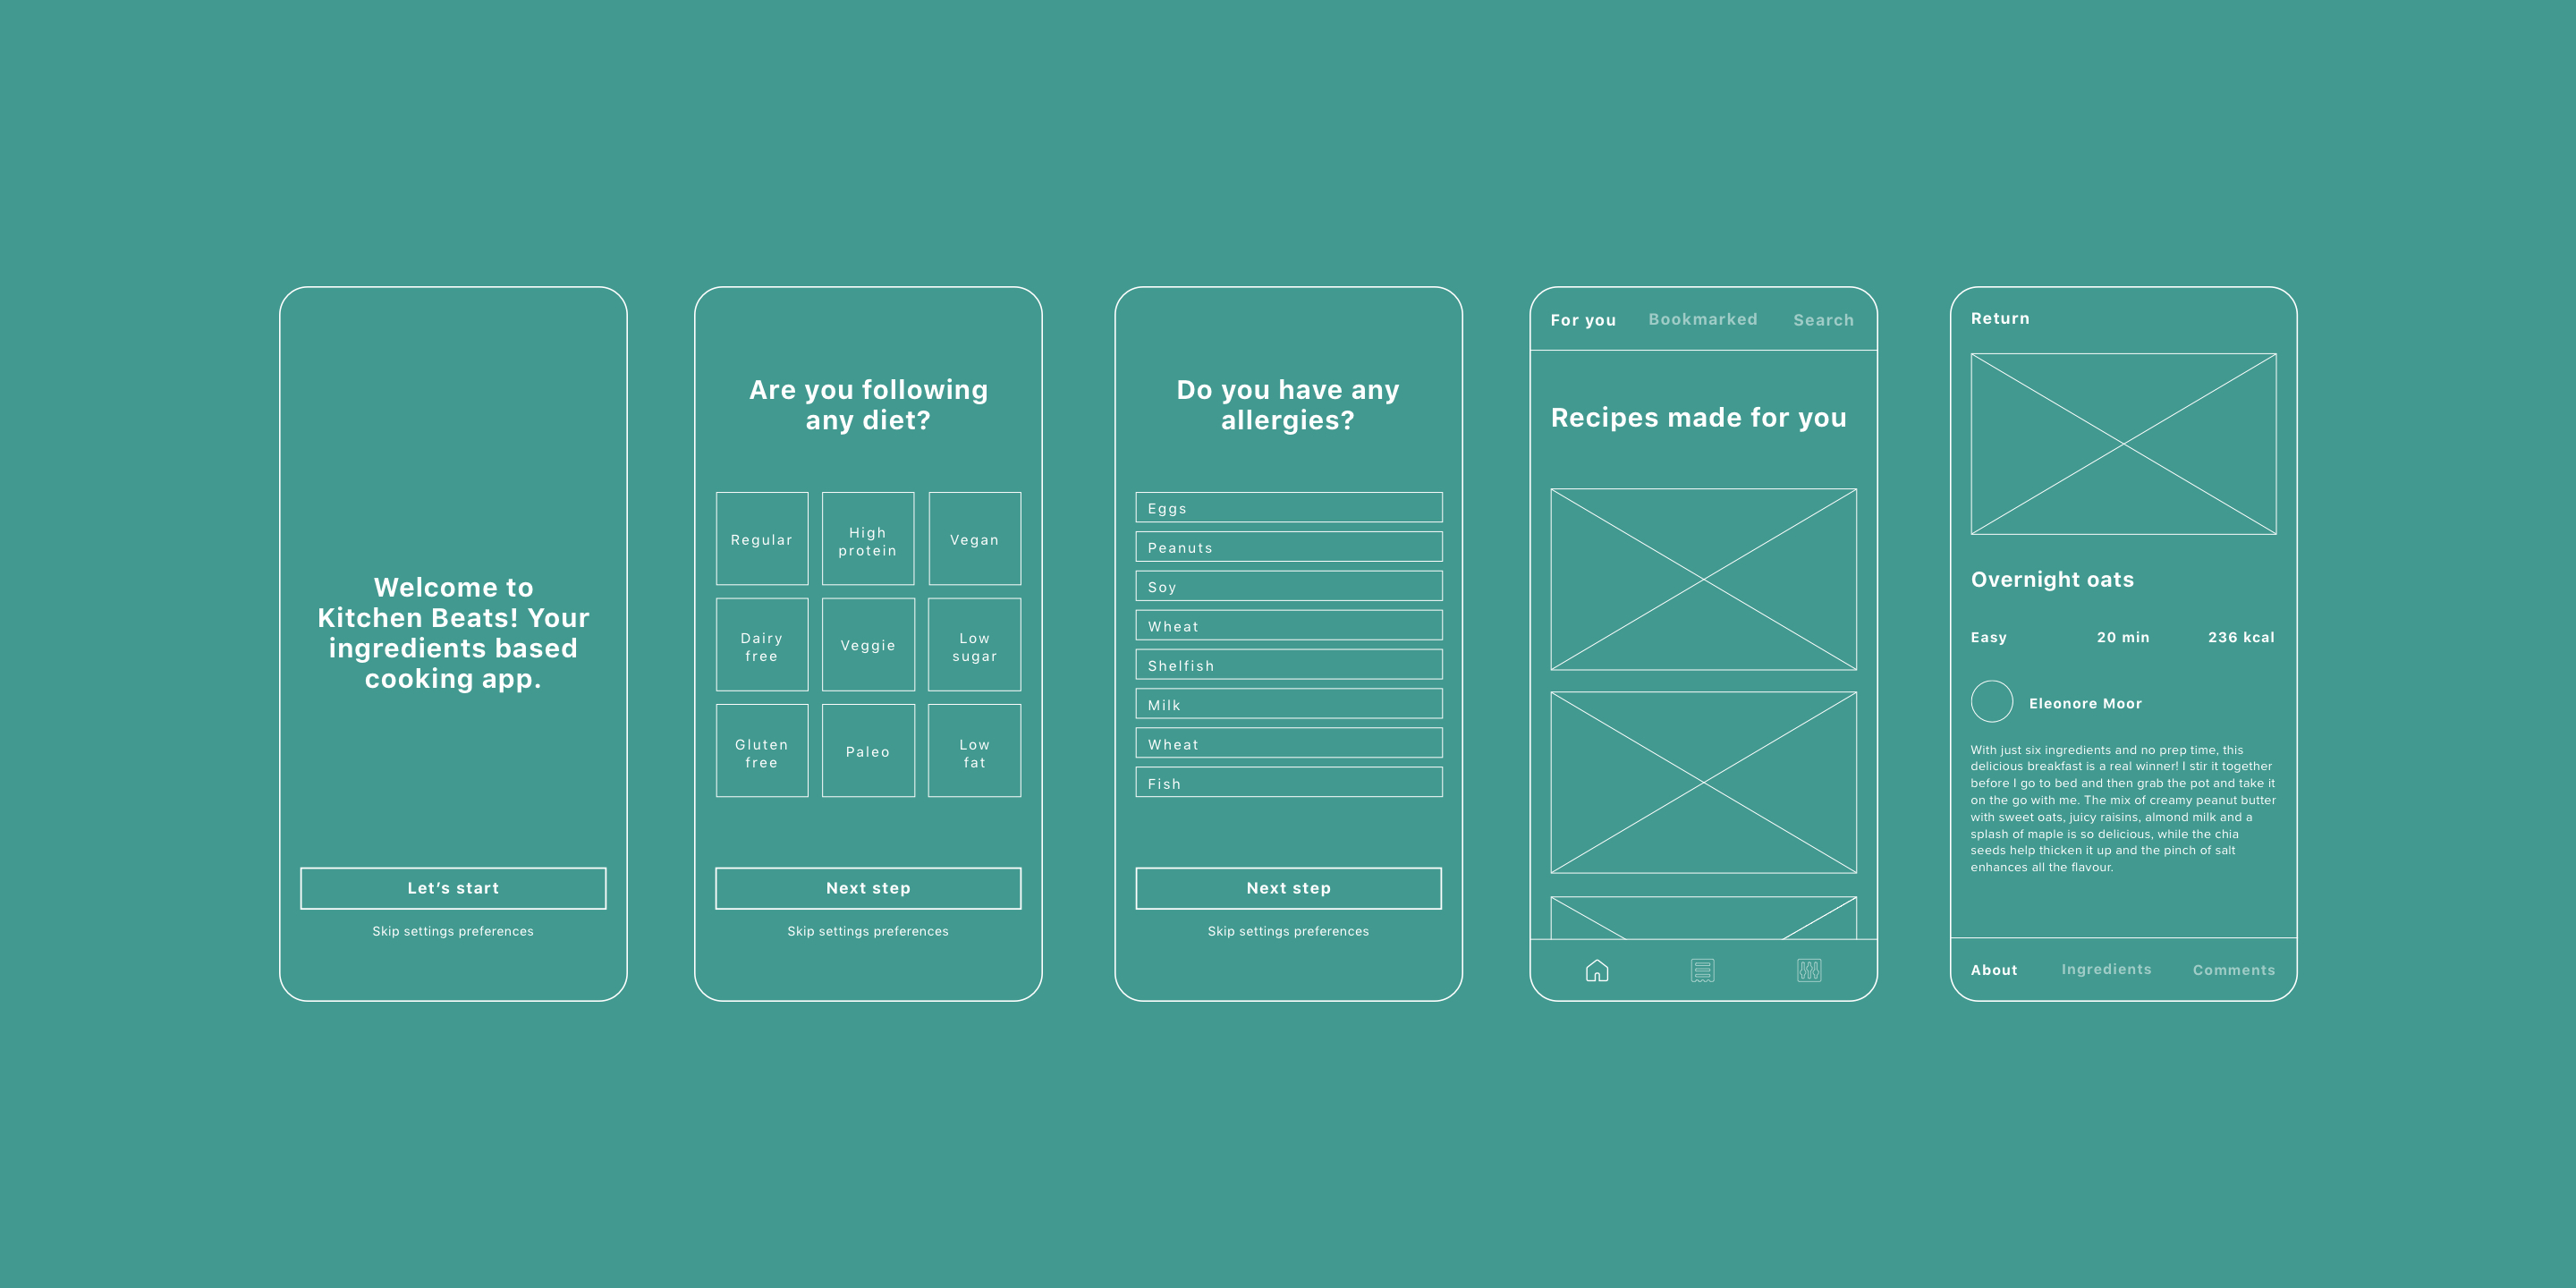 Welcome to
Kitchen Beats! Your
ingredients based
cooking app.
Let’s start
Skip settings preferences
Are you following
any diet?
Regular
High
protein
Vegan
Dairy
free
Veggie
Low
sugar
Gluten
free
Paleo
Low
fat
Next step
Skip settings preferences
Do you have any
allergies?
Eggs
Peanuts
Soy
Wheat
Shelfish
Milk
Wheat
Fish
Next step
Skip settings preferences
For you Bookmarked Search
Recipes made for you
Return
Overnight oats
Easy 20 min 236 kcal
Eleonore Moor
With just six ingredients and no prep time, this
delicious breakfast is a real winner! I stir it together
before I go to bed and then grab the pot and take it
on the go with me. The mix of creamy peanut butter
with sweet oats, juicy raisins, almond milk and a
splash of maple is so delicious, while the chia
seeds help thicken it up and the pinch of salt
enhances all the flavour.
About Ingredients Comments